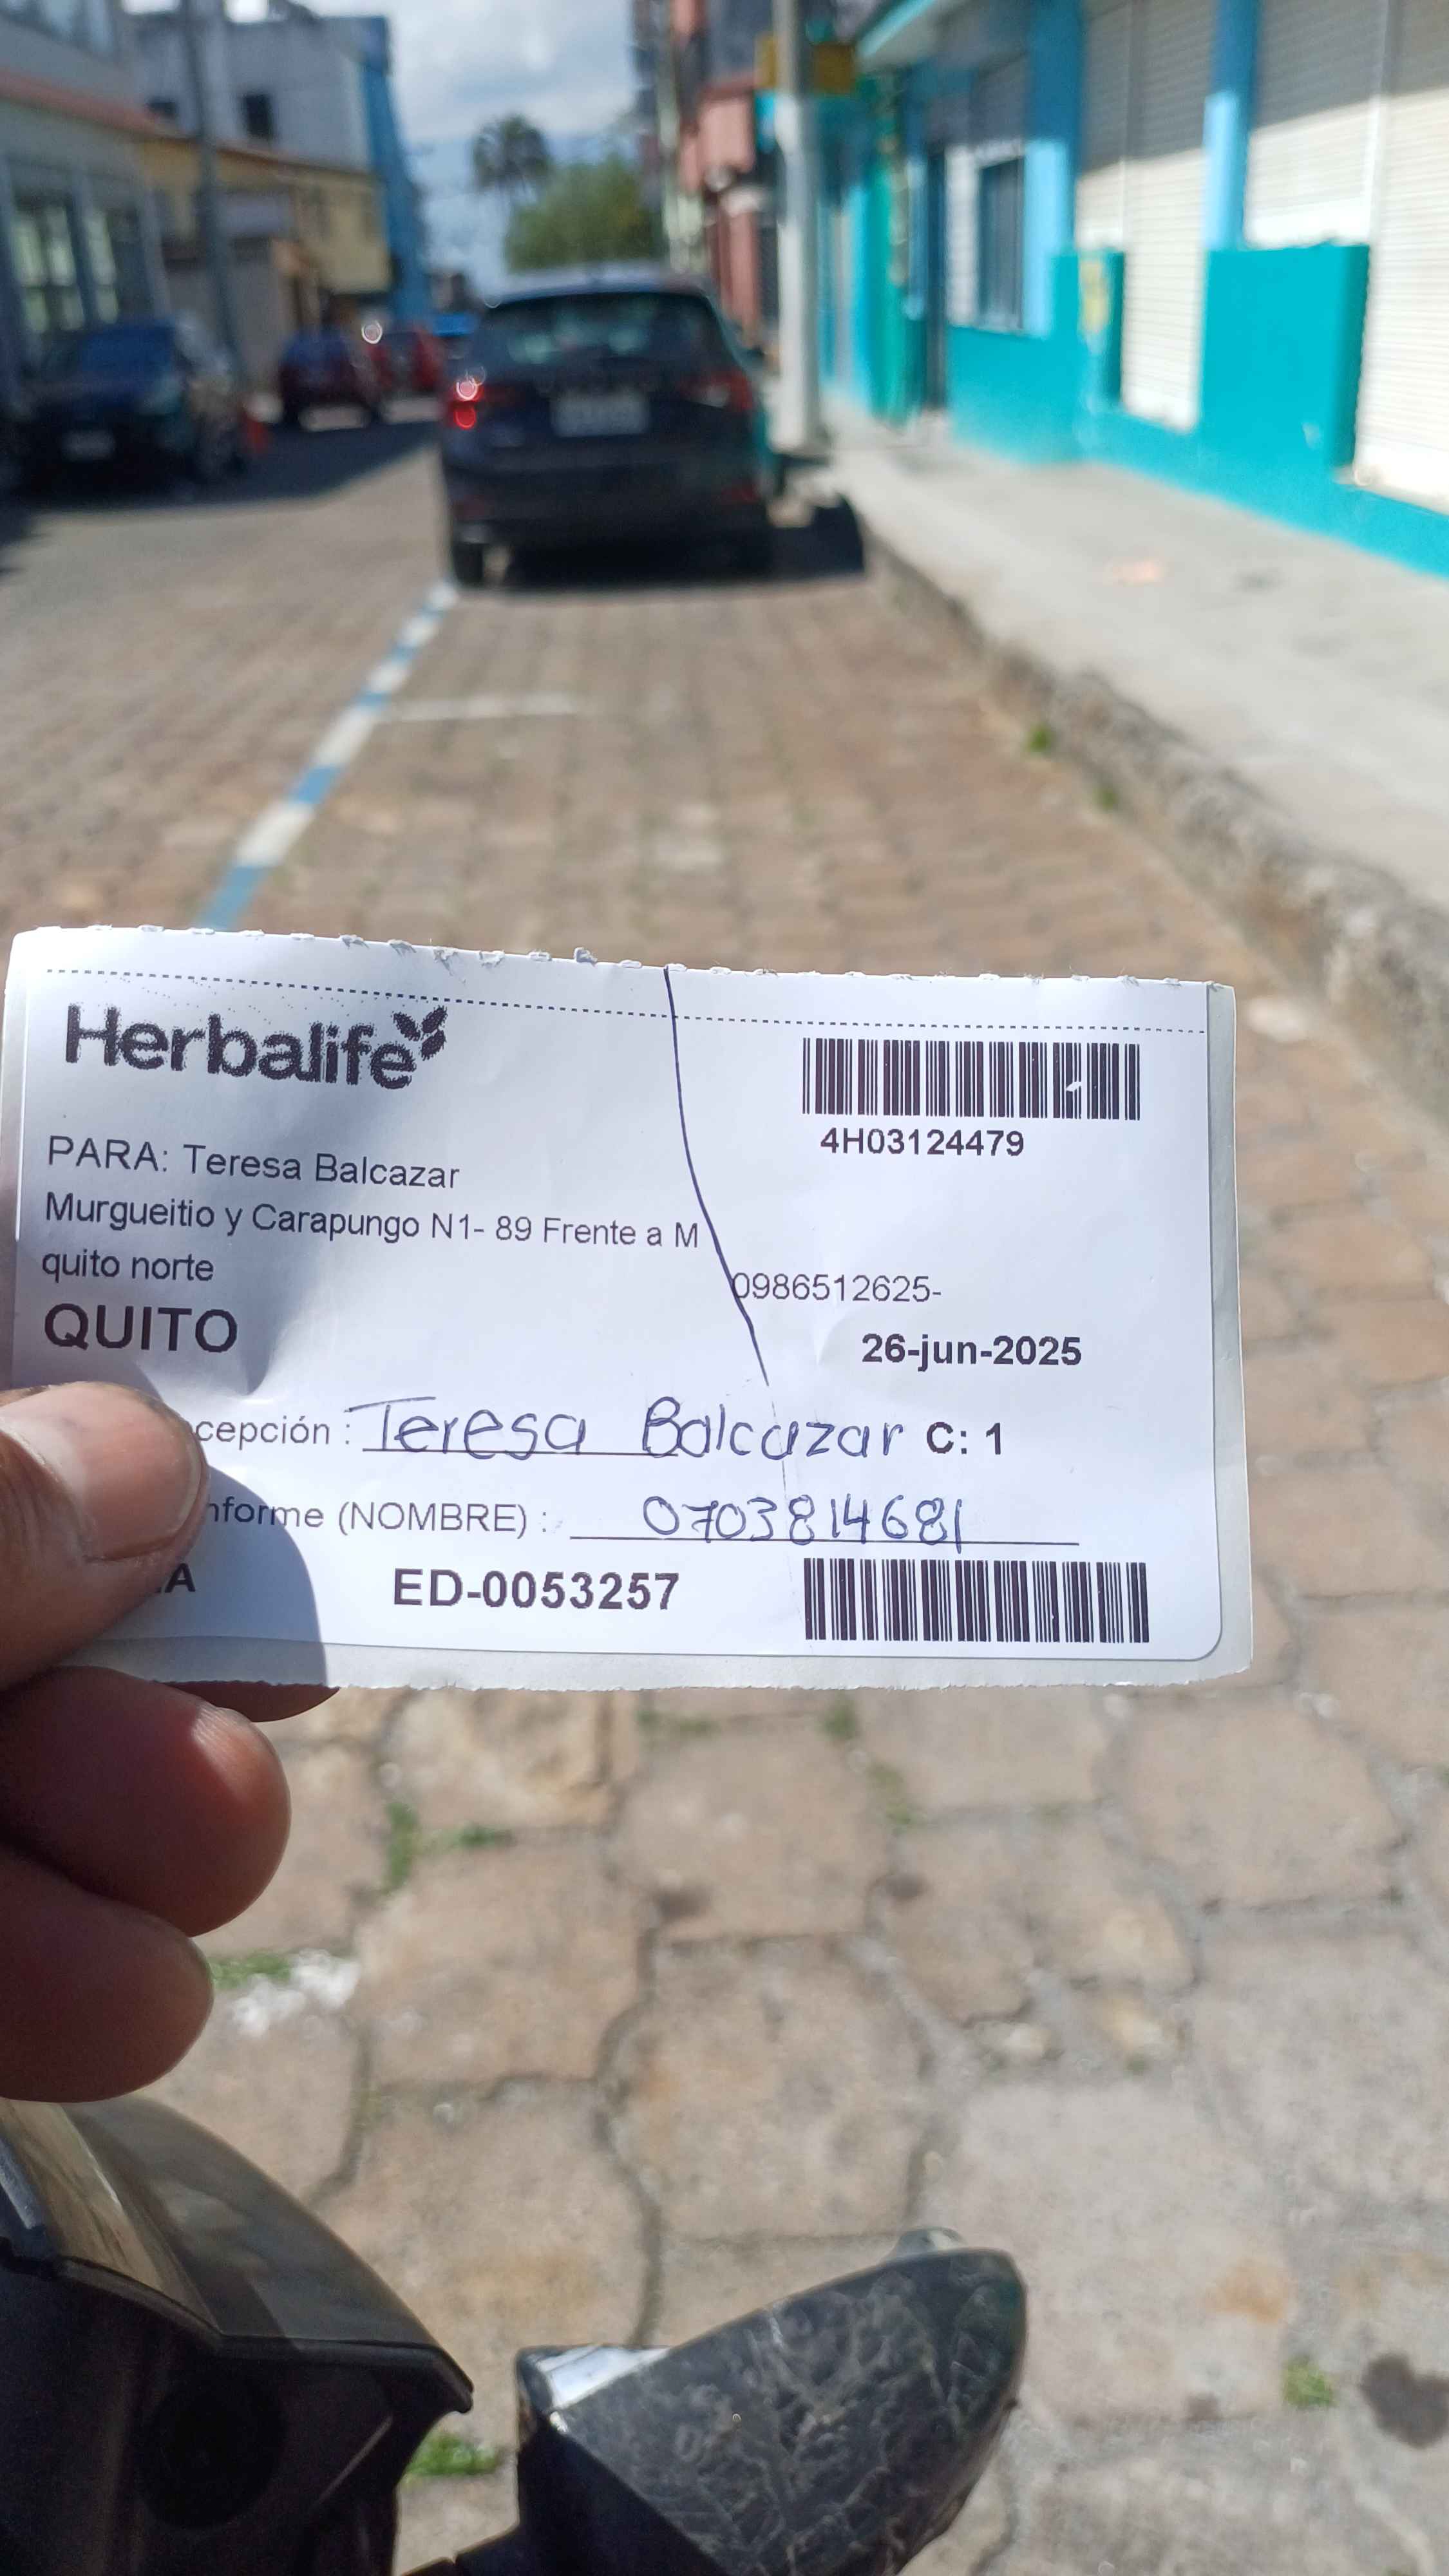 Herbalife
4H03124479
PARA: Teresa Balcazar
Murgueitio y Carapungo N1- 89 Frente a M
quito norte
0986512625-
QUITO
26-jun-2025
cepción : Teresa Balcazar C: 1
nforme (NOMBRE) : 0703814681
A ED-0053257